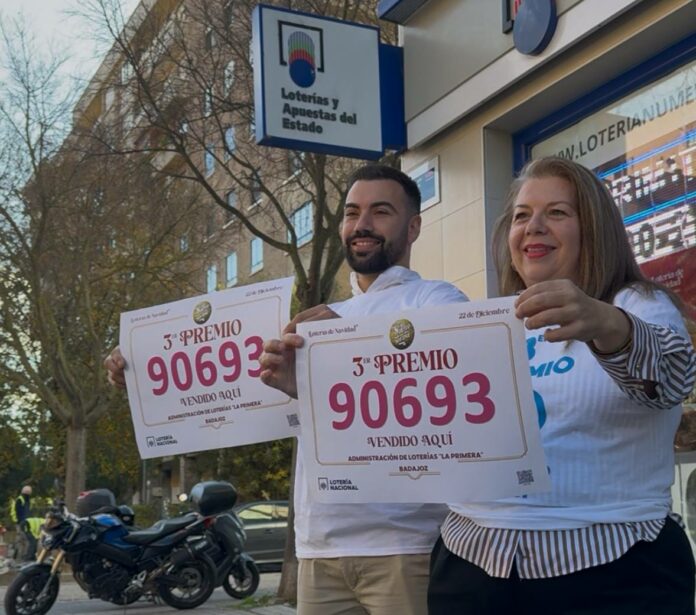 Loterías y
Apuestas del
Estado
WWW.LOTERIANUME
Lotería de Navidad
22 de Diciembre
3ER PREMIO
90693
VENDIDO AQUÍ
ADMINISTRACIÓN DE LOTERÍAS "LA PRIMERA"
BADAJOZ
LOTERÍA
NACIONAL
Lotería de Navidad
22 de Diciembre
3ER PREMIO
90693
VENDIDO AQUÍ
ADMINISTRACIÓN DE LOTERÍAS "LA PRIMERA"
BADAJOZ
LOTERÍA
NACIONAL